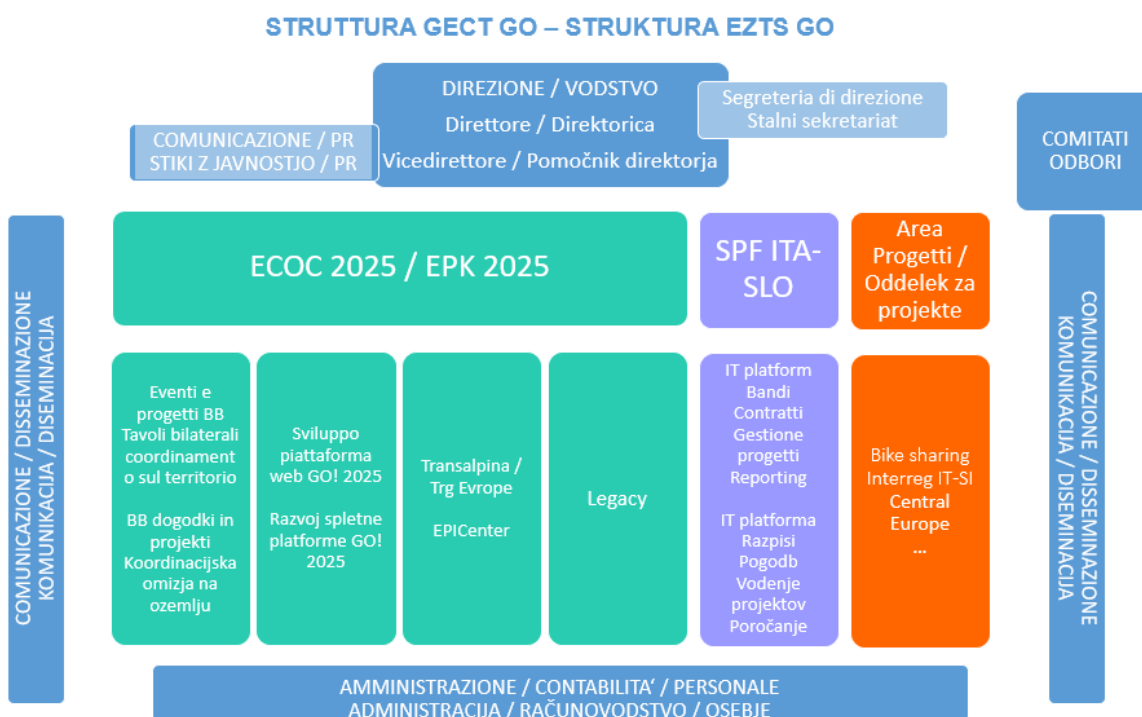 STRUTTURA GECT GO – STRUKTURA EZTS GO
DIREZIONE / VODSTVO
Direttore / Direktorica
Vicedirettore / Pomočnik direktorja
COMUNICAZIONE / PR
STIKI Z JAVNOSTJO / PR
Segreteria di direzione
Stalni sekretariat
COMITATI
ODBORI
COMUNICAZIONE / DISSEMINAZIONE
KOMUNIKACIJA / DISEMINACIJA
ECOC 2025 / EPK 2025
SPF ITA-
SLO
Area
Progetti /
Oddelek za
projekte
Eventi e
progetti BB
Tavoli bilaterali
coordinament
o sul territorio
BB dogodki in
projekti
Koordinacijska
omizja na
ozemlju
Sviluppo
piattaforma
web GO! 2025
Razvoj spletne
platforme GO!
2025
Transalpina /
Trg Evrope
EPICenter
Legacy
IT platform
Bandi
Contratti
Gestione
progetti
Reporting
IT platforma
Razpisi
Pogodb
Vodenje
projektov
Poročanje
Bike sharing
Interreg IT-SI
Central
Europe
...
COMUNICAZIONE / DISSEMINAZIONE
KOMUNIKACIJA / DISEMINACIJA
AMMINISTRAZIONE / CONTABILITA‘ / PERSONALE
ADMINISTRACIJA / RAČUNOVODSTVO / OSEBJE